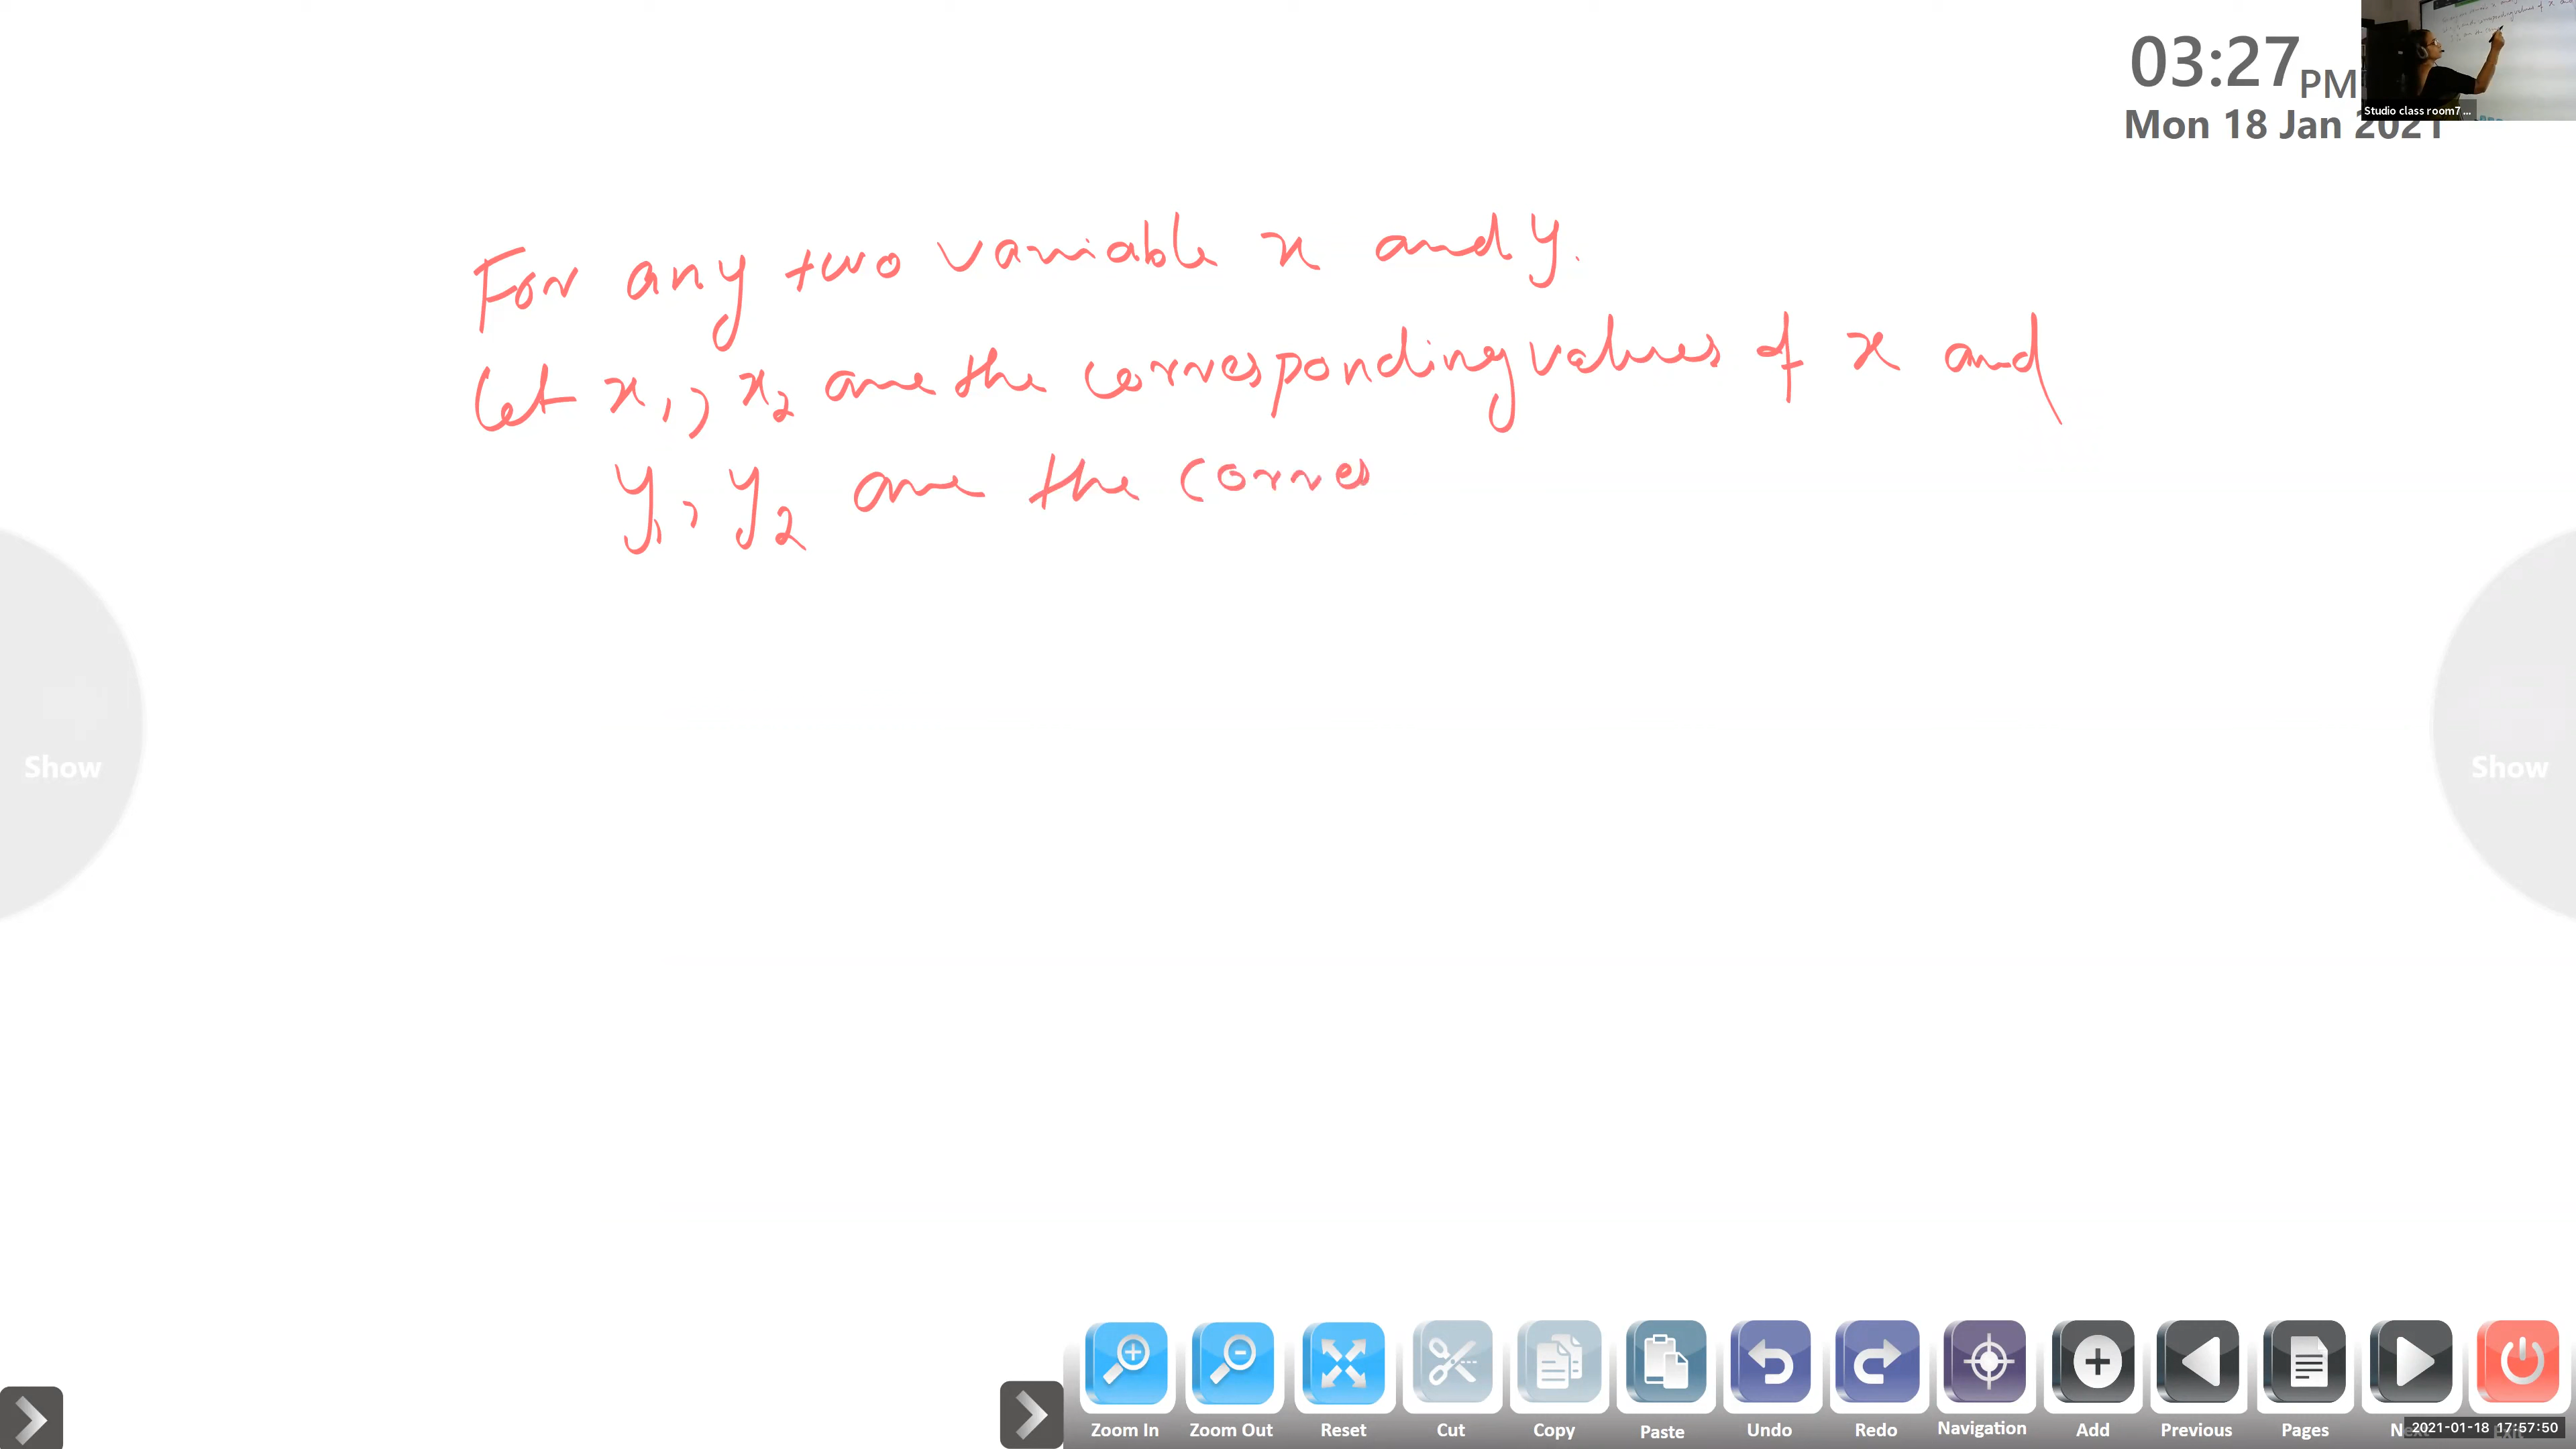 03:27 PM
Mon 18 Jan 2021
Studio class room7 ...
For any two variable x and y.
Let x₁, x₂ are the corresponding values of x and
y₁, y₂ are the corres
Show
Show
Zoom In Zoom Out Reset Cut Copy Paste Undo Redo Navigation Add Previous Pages
2021-01-18 17:57:50